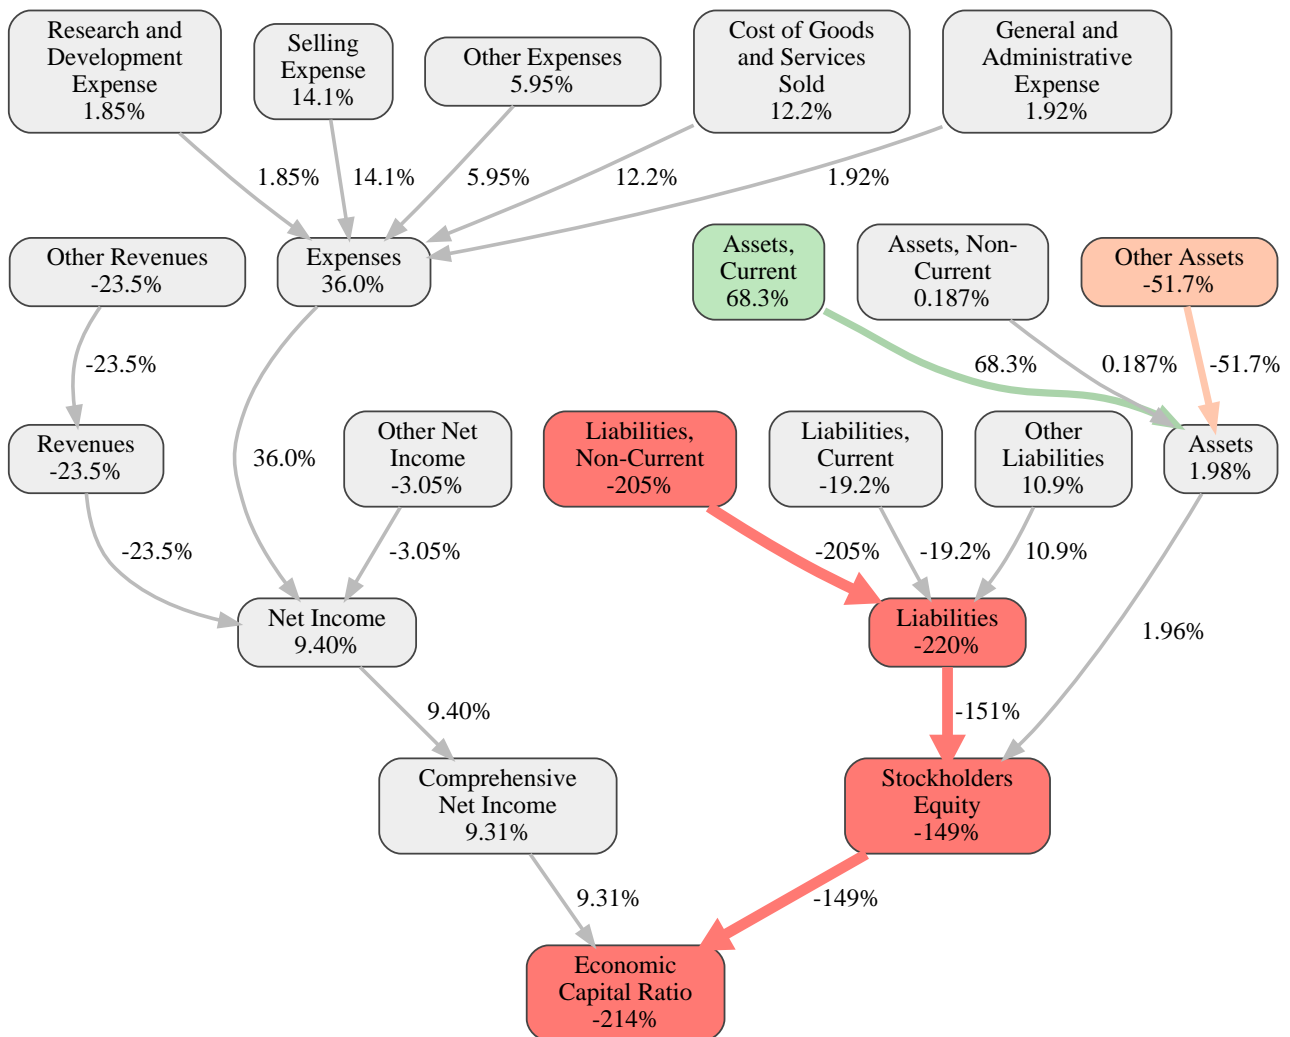 Research and
Development
Expense
1.85%
Selling
Expense
14.1%
Other Expenses
5.95%
Cost of Goods
and Services
Sold
12.2%
General and
Administrative
Expense
1.92%
1.85%
14.1%
5.95%
12.2%
1.92%
Other Revenues
-23.5%
Expenses
36.0%
Assets,
Current
68.3%
Assets, Non-
Current
0.187%
Other Assets
-51.7%
-23.5%
68.3%
0.187%
-51.7%
Revenues
-23.5%
36.0%
Other Net
Income
-3.05%
Liabilities,
Non-Current
-205%
Liabilities,
Current
-19.2%
Other
Liabilities
10.9%
Assets
1.98%
-23.5%
-3.05%
-205%
-19.2%
10.9%
Net Income
9.40%
Liabilities
-220%
1.96%
9.40%
-151%
Comprehensive
Net Income
9.31%
Stockholders
Equity
-149%
9.31%
-149%
Economic
Capital Ratio
-214%